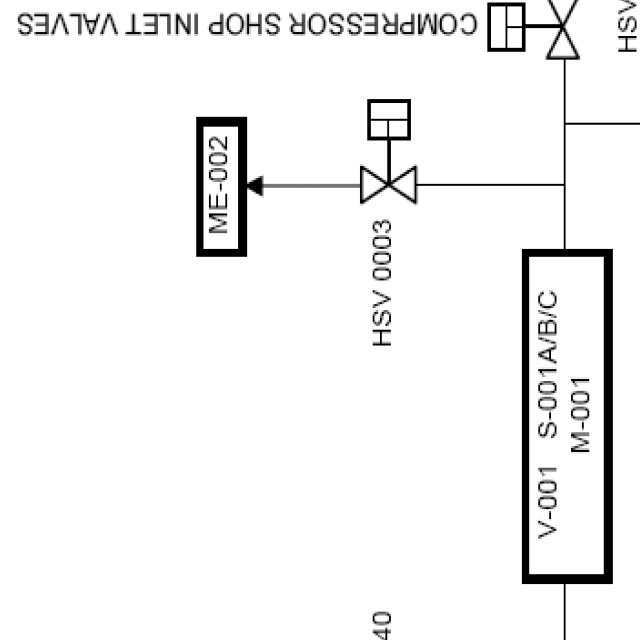 COMPRESSOR SHOP INLET VALVES
HSV
ME-002
HSV 0003
V-001 S-001A/B/C
M-001
40